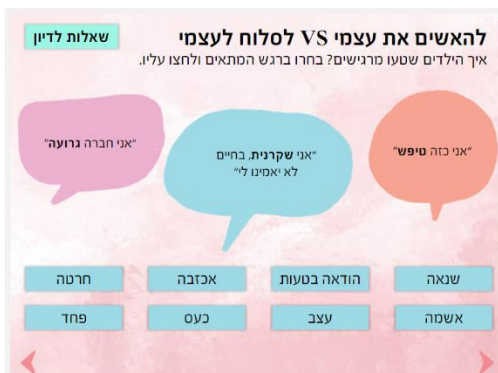 להאשים את עצמי VS לסלוח לעצמי
שאלות לדיון
איך הילדים שטעו מרגישים? בחרו ברגש המתאים ולחצו עליו.
"אני כזה טיפש"
"אני שקרנית, בחיים
לא יאמינו לי"
"אני חברה גרועה"
שנאה
הודאה בטעות
אכזבה
חרטה
אשמה
עצב
כעס
פחד